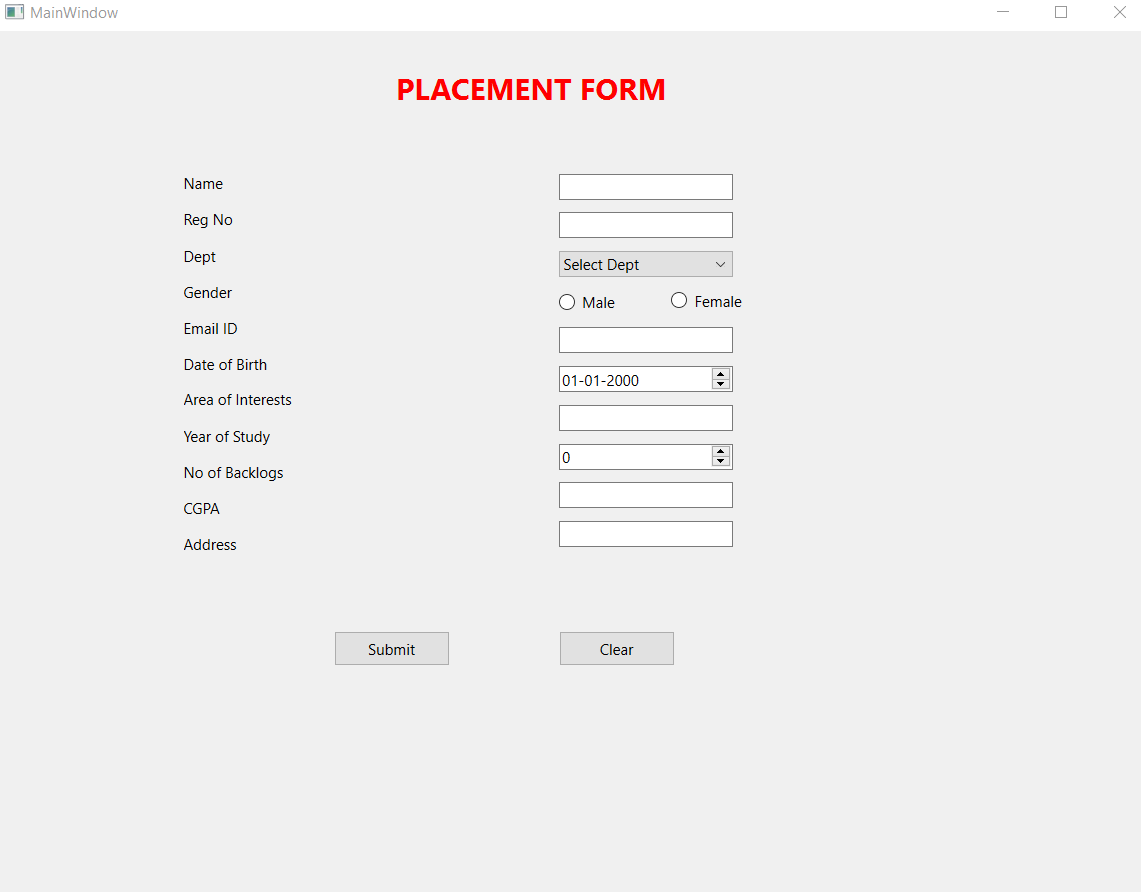 MainWindow
PLACEMENT FORM
Name
Reg No
Dept Select Dept
Gender Male Female
Email ID
Date of Birth 01-01-2000
Area of Interests
Year of Study 0
No of Backlogs
CGPA
Address
Submit Clear